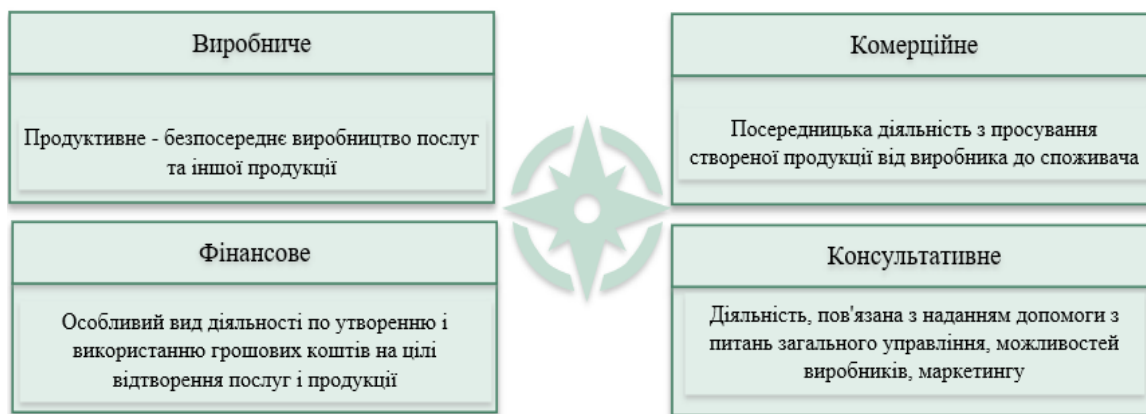 Виробниче
Продуктивне - безпосереднє виробництво послуг
та іншої продукції
Комерційне
Посередницька діяльність з просування
створеної продукції від виробника до споживача
Фінансове
Особливий вид діяльності по утворенню і
використанню грошових коштів на цілі
відтворення послуг і продукції
Консультативне
Діяльність, пов'язана з наданням допомоги з
питань загального управління, можливостей
виробників, маркетингу